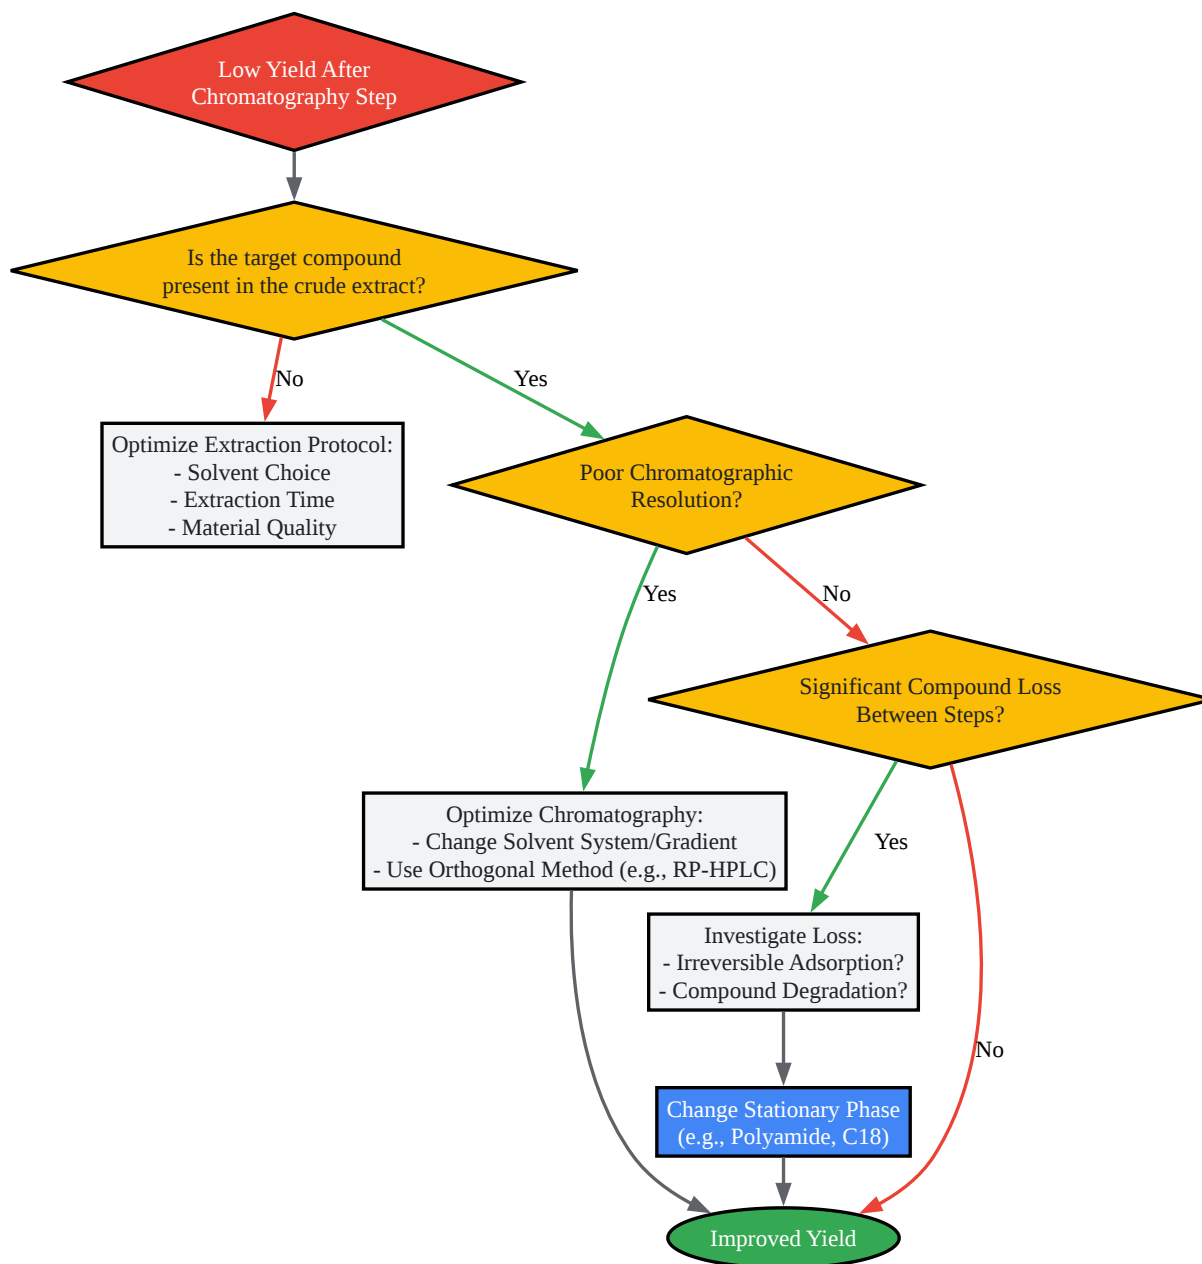 Low Yield After
Chromatography Step
Is the target compound
present in the crude extract?
No
Yes
Optimize Extraction Protocol:
- Solvent Choice
- Extraction Time
- Material Quality
Poor Chromatographic
Resolution?
Yes
No
Significant Compound Loss
Between Steps?
Optimize Chromatography:
- Change Solvent System/Gradient
- Use Orthogonal Method (e.g., RP-HPLC)
Yes
Investigate Loss:
- Irreversible Adsorption?
- Compound Degradation?
No
Change Stationary Phase
(e.g., Polyamide, C18)
Improved Yield